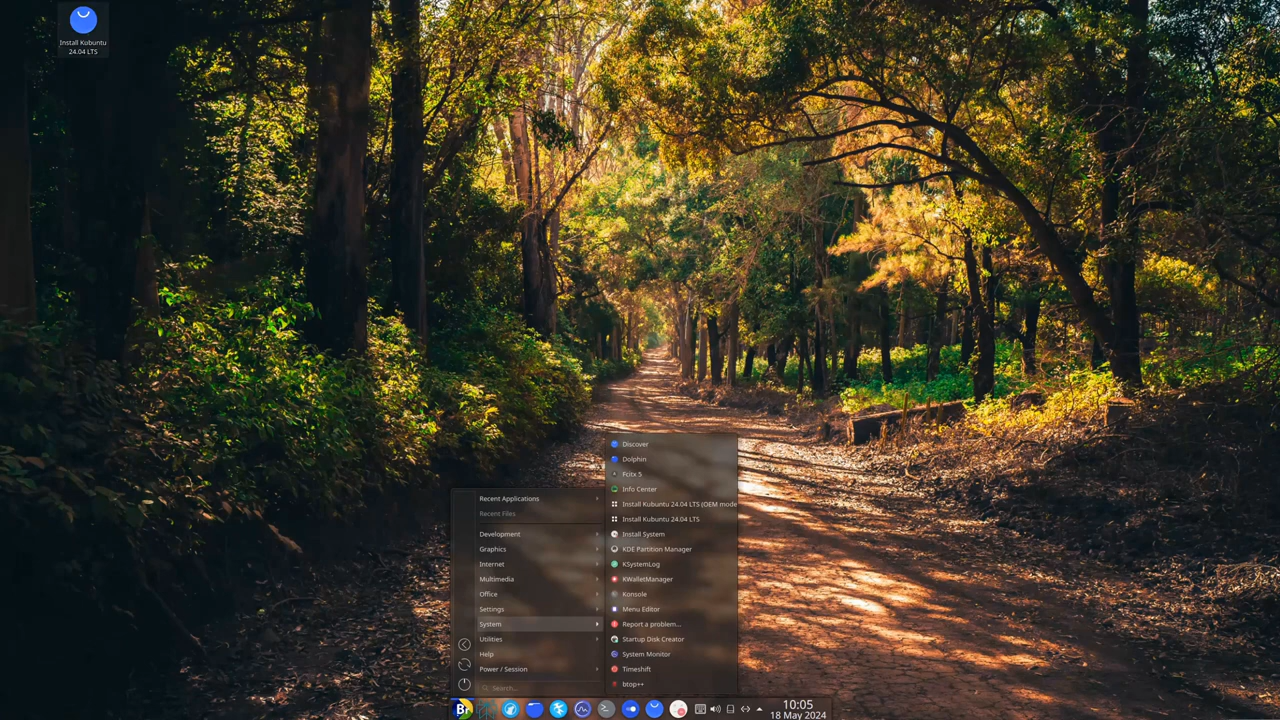 Install Kubuntu
24.04 LTS
Recent Applications
Recent Files
Development
Graphics
Internet
Multimedia
Office
Settings
System
Utilities
Help
Power / Session
Search...
Discover
Dolphin
Fcitx 5
Info Center
Install Kubuntu 24.04 LTS (OEM mode
Install Kubuntu 24.04 LTS
Install System
KDE Partition Manager
KSystemLog
KWalletManager
Konsole
Menu Editor
Report a problem...
Startup Disk Creator
System Monitor
Timeshift
btop++
10:05
18 May 2024